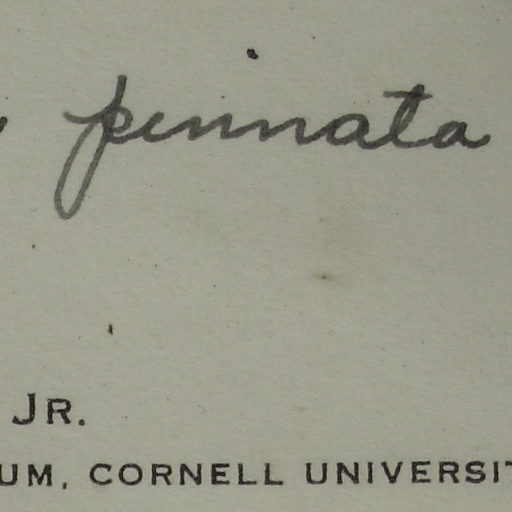 pinnata
JR.
UM, CORNELL UNIVERSIT